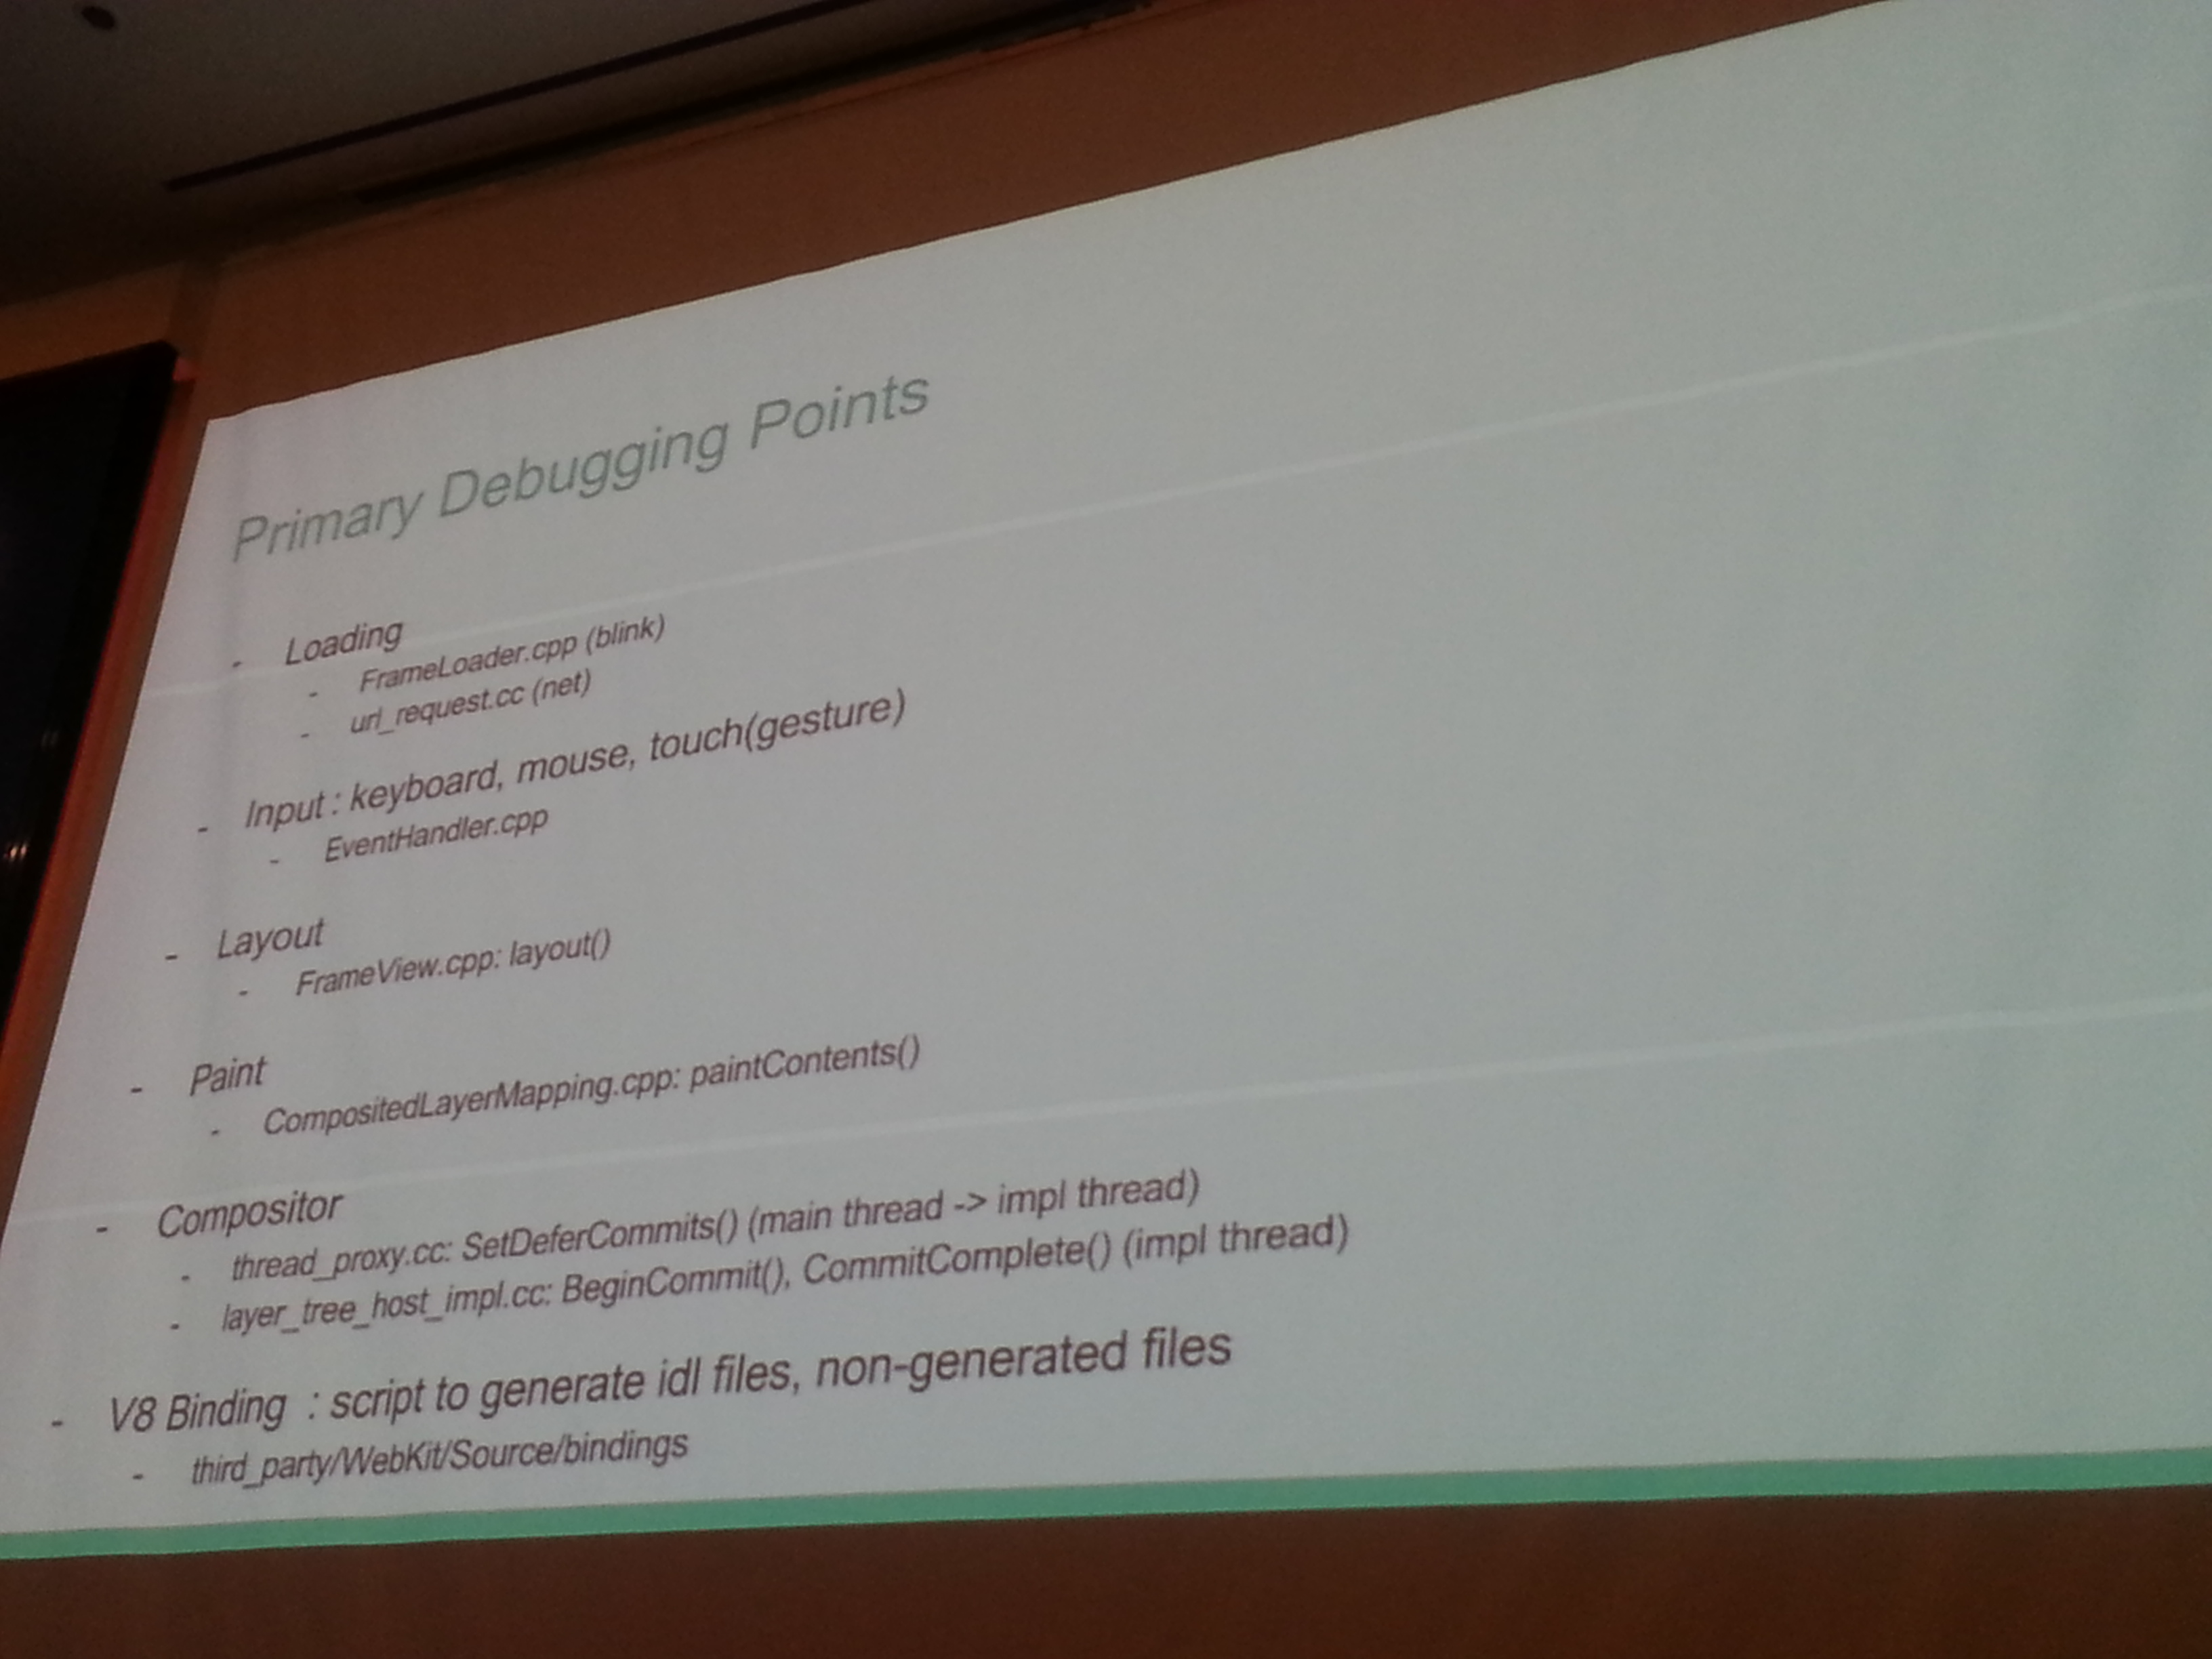 Primary Debugging Points
- Loading
- FrameLoader.cpp (blink)
- url_request.cc (net)
- Input : keyboard, mouse, touch(gesture)
- EventHandler.cpp
- Layout
- FrameView.cpp: layout()
- Paint
- CompositedLayerMapping.cpp: paintContents()
- Compositor
- thread_proxy.cc: SetDeferCommits() (main thread -> impl thread)
- layer_tree_host_impl.cc: BeginCommit(), CommitComplete() (impl thread)
- V8 Binding : script to generate idl files, non-generated files
- third_party/WebKit/Source/bindings